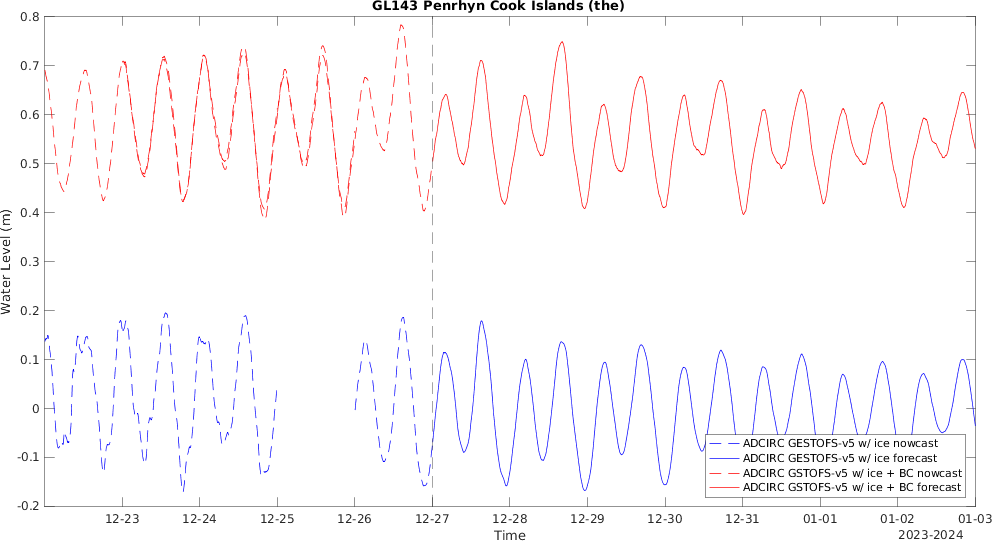 GL143 Penrhyn Cook Islands (the)
Water Level (m)
0.8
0.7
0.6
0.5
0.4
0.3
0.2
0.1
0
-0.1
-0.2
ADCIRC GESTOFS-v5 w/ ice nowcast
ADCIRC GESTOFS-v5 w/ ice forecast
ADCIRC GSTOFS-v5 w/ ice + BC nowcast
ADCIRC GSTOFS-v5 w/ ice + BC forecast
12-23 12-24 12-25 12-26 12-27 12-28 12-29 12-30 12-31 01-01 01-02 01-03
Time
2023-2024